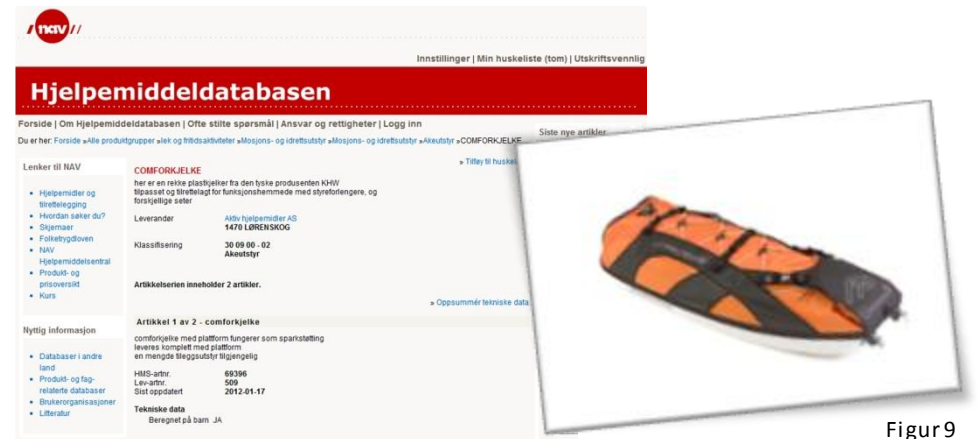 nav
Innstillinger | Min huskeliste (tom) | Utskriftsvennlig
Hjelpemiddeldatabasen
Forside | Om Hjelpemiddeldatabasen | Ofte stilte spørsmål | Ansvar og rettigheter | Logg inn
Du er her: Forside »Alle produktgrupper »lek og fritidsaktiviteter »Mosjons- og idrettsutstyr »Mosjons- og idrettsutstyr »Akeutstyr »COMFORKJELKE
Siste nye artikler
Lenker til NAV
• Hjelpemidler og
tilrettelegging
• Hvordan søker du?
• Skjemaer
• Folketrygdloven
• NAV
Hjelpemiddelsentral
• Produkt- og
prisoversikt
• Kurs
Nyttig informasjon
• Databaser i andre
land
• Produkt- og fag-
relaterte databaser
• Brukerorganisasjoner
• Litteratur
» Tilføy til huskel
COMFORKJELKE
her er en rekke plastkjelker fra den tyske produsenten KHW
tilpasset og tilrettelagt for funksjonshemmede med styreforlengere, og
forskjellige seter
Leverandør Aktiv hjelpemidler AS
1470 LØRENSKOG
Klassifisering 30 09 00 - 02
Akeutstyr
Artikkelserien inneholder 2 artikler.
» Oppsummér tekniske data
Artikkel 1 av 2 - comforkjelke
comforkjelke med plattform fungerer som sparkstøtting
leveres komplett med plattform
en mengde tileggsutstyr tilgjengelig
HMS-artnr. 69396
Lev-artnr. 509
Sist oppdatert 2012-01-17
Tekniske data
Beregnet på barn JA
Figur 9